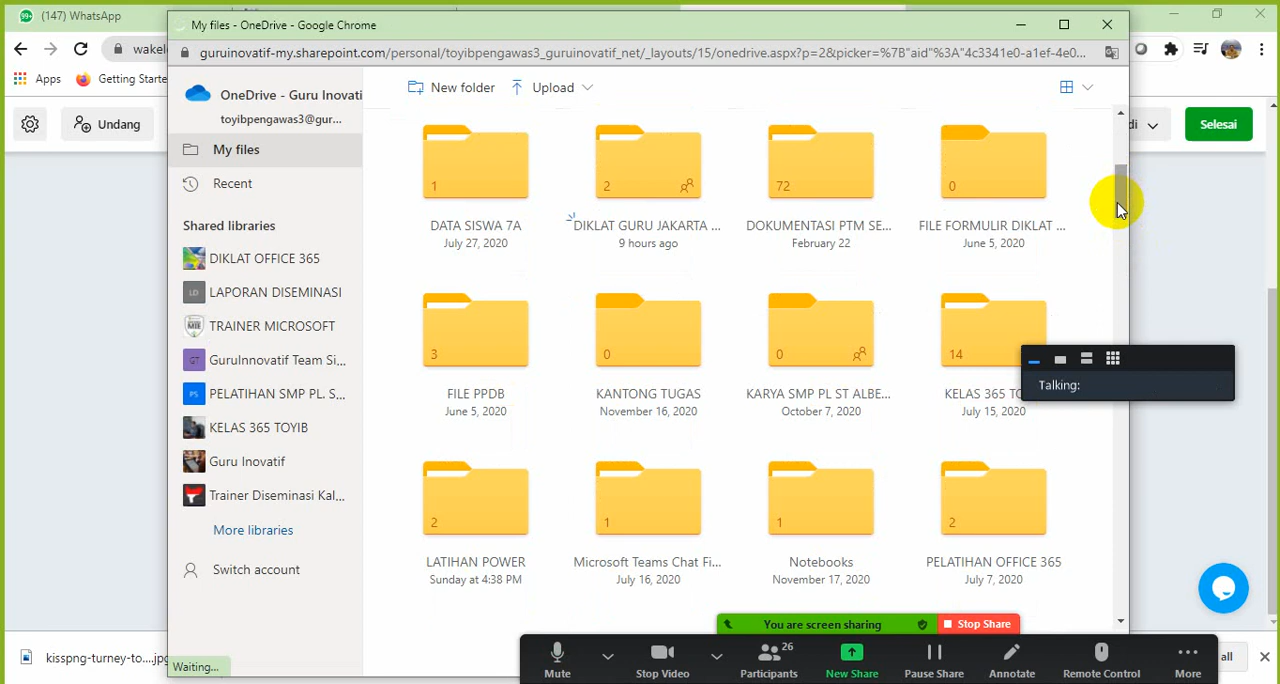 (147) WhatsApp
My files - OneDrive - Google Chrome
wakel
guruinovatif-my.sharepoint.com/personal/toyibpengawas3_guruinovatif_net/_layouts/15/onedrive.aspx?p=2&picker=%7B"aid"%3A"4c3341e0-a1ef-4e0...
Apps
Getting Starte
OneDrive - Guru Inovati
toyibpengawas3@gur...
New folder
Upload
Undang
di
Selesai
My files
Recent
Shared libraries
DIKLAT OFFICE 365
LD
LAPORAN DISEMINASI
TRAINER MICROSOFT
GT
GuruInnovatif Team Si...
PS
PELATIHAN SMP PL. S...
KELAS 365 TOYIB
Guru Inovatif
Trainer Diseminasi Kal...
More libraries
Switch account
1
2
72
0
DATA SISWA 7A
DIKLAT GURU JAKARTA ...
DOKUMENTASI PTM SE...
FILE FORMULIR DIKLAT ...
July 27, 2020
9 hours ago
February 22
June 5, 2020
3
0
0
14
Talking:
FILE PPDB
KANTONG TUGAS
KARYA SMP PL ST ALBE...
KELAS 365 TO
June 5, 2020
November 16, 2020
October 7, 2020
July 15, 2020
2
1
1
2
LATIHAN POWER
Microsoft Teams Chat Fi...
Notebooks
PELATIHAN OFFICE 365
Sunday at 4:38 PM
July 16, 2020
November 17, 2020
July 7, 2020
You are screen sharing
Stop Share
kisspng-turney-to....jpg
Waiting...
26
Mute
Stop Video
Participants
New Share
Pause Share
Annotate
Remote Control
More
all